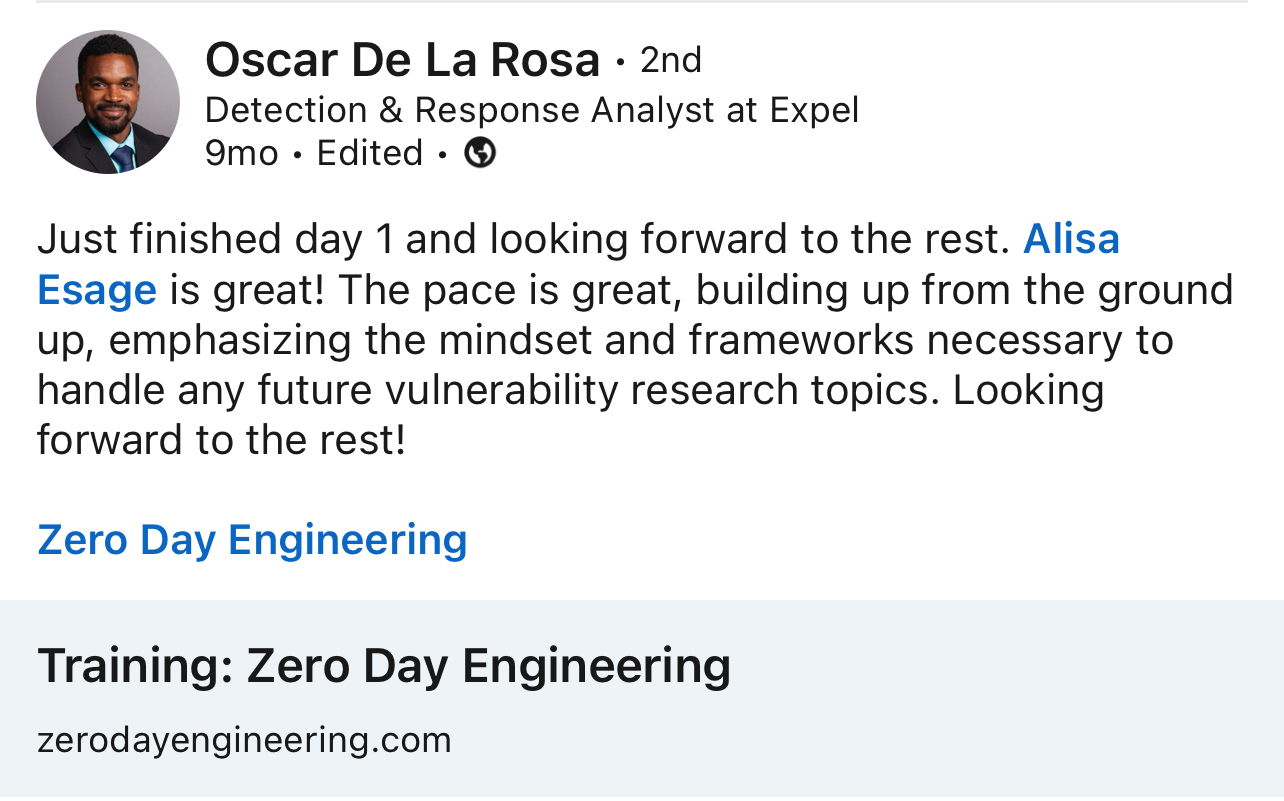 Oscar De La Rosa • 2nd
Detection & Response Analyst at Expel
9mo • Edited •
Just finished day 1 and looking forward to the rest. Alisa
Esage is great! The pace is great, building up from the ground
up, emphasizing the mindset and frameworks necessary to
handle any future vulnerability research topics. Looking
forward to the rest!
Zero Day Engineering
Training: Zero Day Engineering
zerodayengineering.com